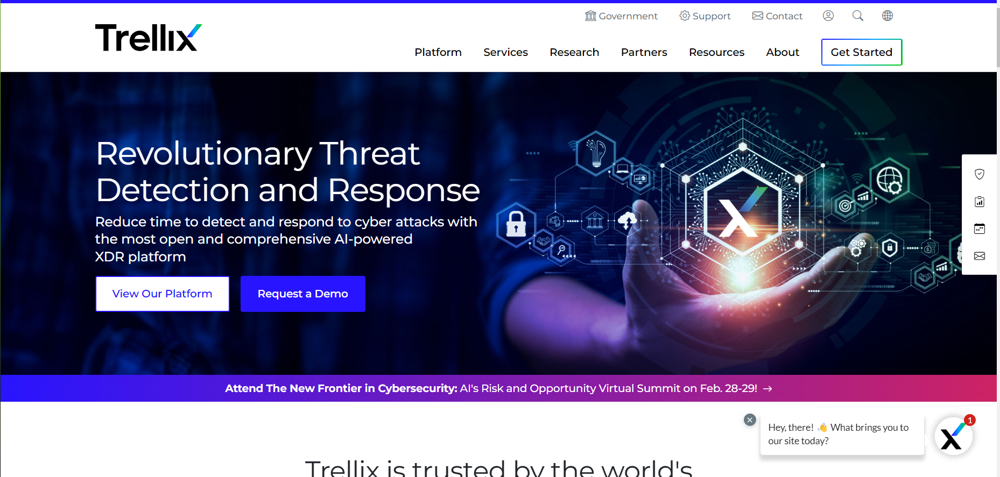 Government
Support
Contact
Trellix
Platform
Services
Research
Partners
Resources
About
Get Started
Revolutionary Threat
Detection and Response
Reduce time to detect and respond to cyber attacks with
the most open and comprehensive AI-powered
XDR platform
View Our Platform
Request a Demo
Attend The New Frontier in Cybersecurity: AI's Risk and Opportunity Virtual Summit on Feb. 28-29! →
Hey, there! 👋 What brings you to
our site today?
1
Trellix is trusted by the world's